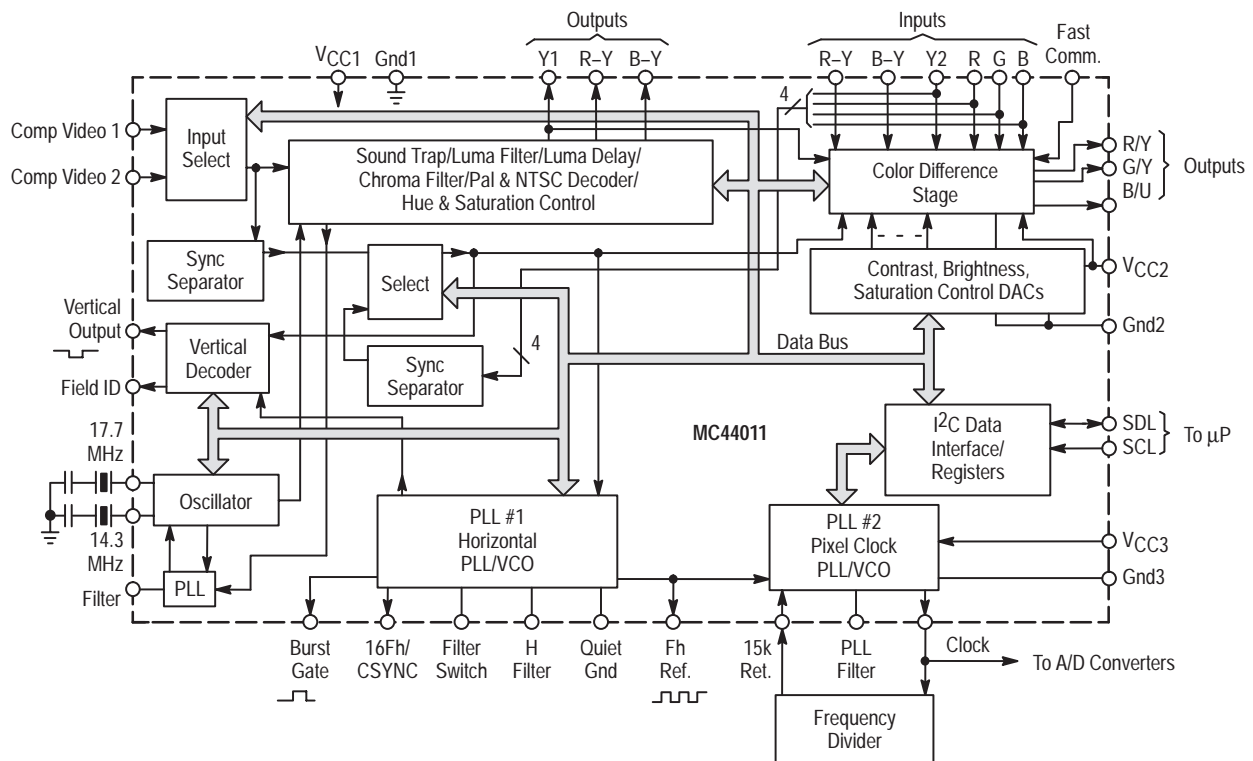 Outputs
Inputs
VCC1 Gnd1
Y1 R–Y B–Y
R–Y B–Y Y2 R G B
Fast
Comm.
4
Comp Video 1
Comp Video 2
Input
Select
Sound Trap/Luma Filter/Luma Delay/
Chroma Filter/Pal & NTSC Decoder/
Hue & Saturation Control
Color Difference
Stage
R/Y
G/Y
B/U
Outputs
Sync
Separator
Select
Contrast, Brightness,
Saturation Control DACs
VCC2
Gnd2
Vertical
Output
Vertical
Decoder
Sync
Separator
4
Data Bus
Field ID
MC44011
I2C Data
Interface/
Registers
SDL
SCL
To µP
17.7
MHz
Oscillator
14.3
MHz
Filter
PLL
PLL #1
Horizontal
PLL/VCO
PLL #2
Pixel Clock
PLL/VCO
VCC3
Gnd3
Burst
Gate
16Fh/
CSYNC
Filter
Switch
H
Filter
Quiet
Gnd
Fh
Ref.
15k
Ret.
PLL
Filter
Clock
To A/D Converters
Frequency
Divider